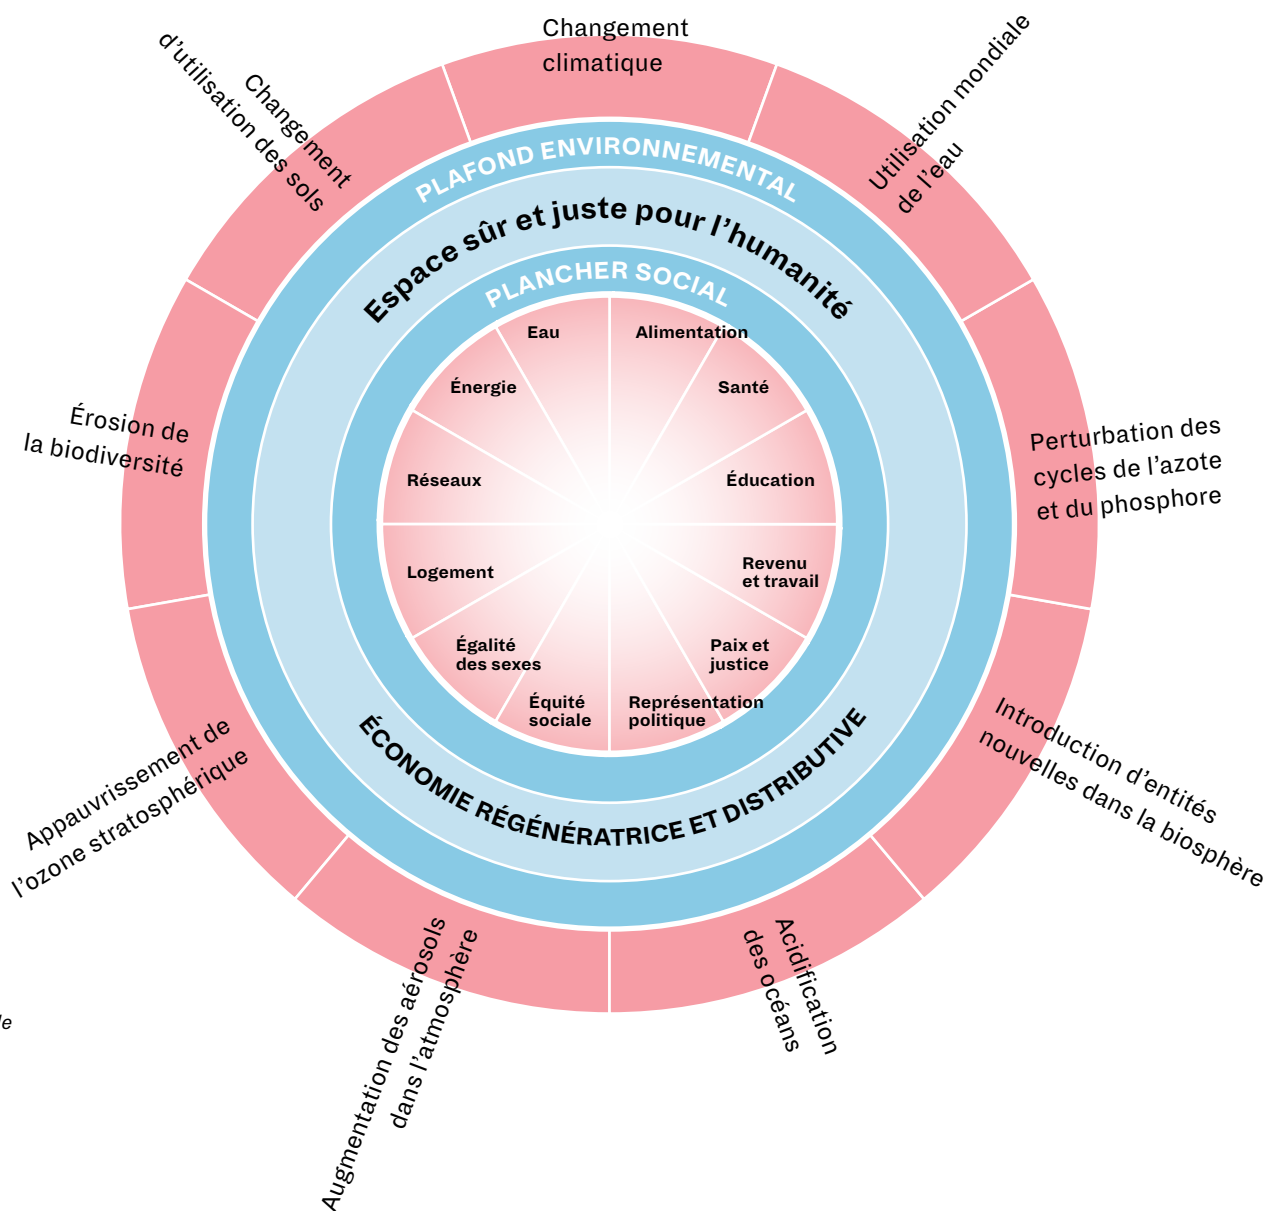 Changement
climatique
Utilisation mondiale
de l’eau
Perturbation des
cycles de l’azote
et du phosphore
Introduction d’entités
nouvelles dans la biosphère
Acidification
des océans
Augmentation des aérosols
dans l’atmosphère
Appauvrissement de
l’ozone stratosphérique
Érosion de
la biodiversité
Changement
d’utilisation des sols
PLAFOND ENVIRONNEMENTAL
Espace sûr et juste pour l’humanité
PLANCHER SOCIAL
Eau
Alimentation
Énergie
Santé
Réseaux
Éducation
Logement
Revenu
et travail
Égalité
des sexes
Paix et
justice
Équité
sociale
Représentation
politique
ÉCONOMIE RÉGÉNÉRATRICE ET DISTRIBUTIVE